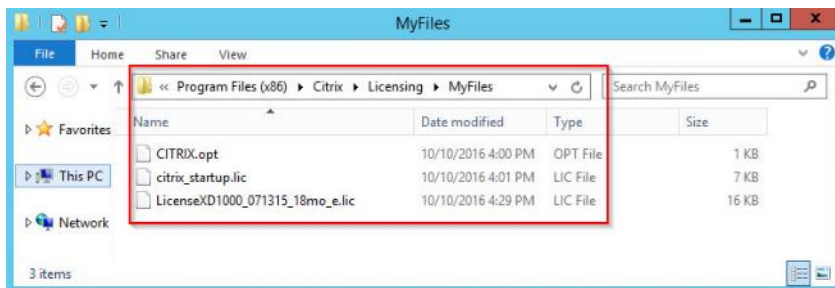 MyFiles
File Home Share View
« Program Files (x86) ▸ Citrix ▸ Licensing ▸ MyFiles Search MyFiles
Favorites
This PC
Network
Name Date modified Type Size
CITRIX.opt 10/10/2016 4:00 PM OPT File 1 KB
citrix_startup.lic 10/10/2016 4:01 PM LIC File 7 KB
LicenseXD1000_071315_18mo_e.lic 10/10/2016 4:29 PM LIC File 16 KB
3 items